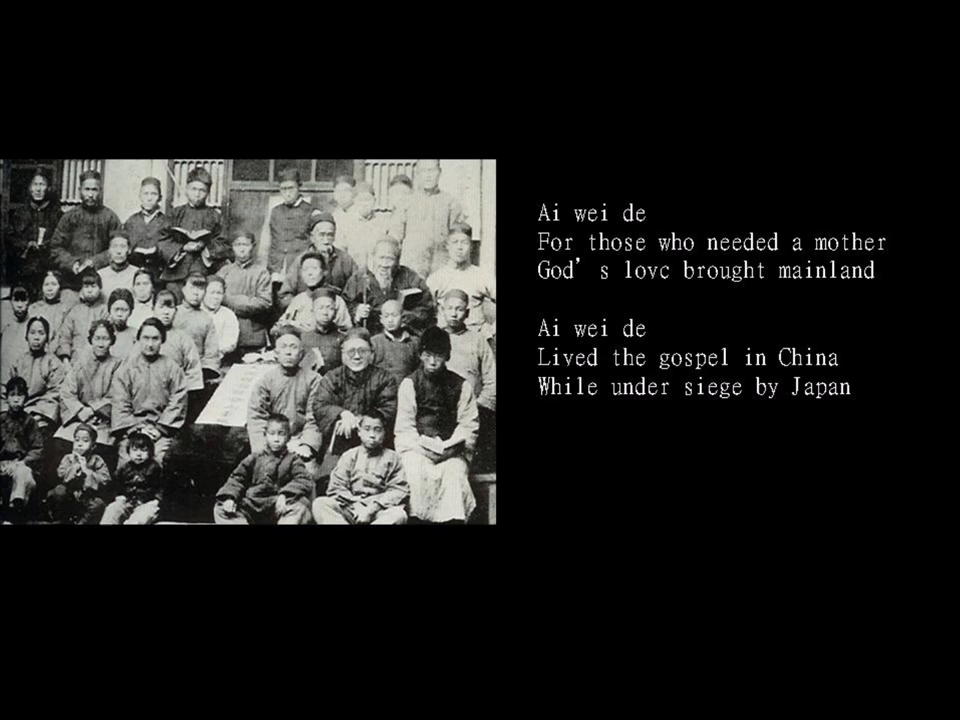 Ai wei de
For those who needed a mother
God's love brought mainland
Ai wei de
Lived the gospel in China
While under siege by Japan